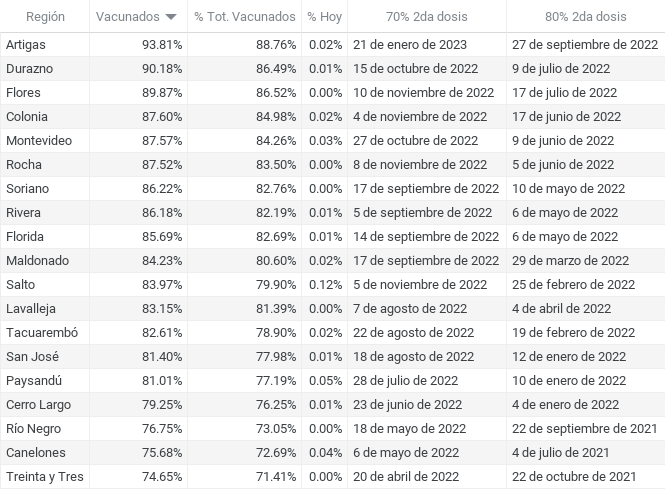 Región Vacunados % Tot. Vacunados % Hoy 70% 2da dosis 80% 2da dosis
Artigas 93.81% 88.76% 0.02% 21 de enero de 2023 27 de septiembre de 2022
Durazno 90.18% 86.49% 0.01% 15 de octubre de 2022 9 de julio de 2022
Flores 89.87% 86.52% 0.00% 10 de noviembre de 2022 17 de julio de 2022
Colonia 87.60% 84.98% 0.02% 4 de noviembre de 2022 17 de junio de 2022
Montevideo 87.57% 84.26% 0.03% 27 de octubre de 2022 9 de junio de 2022
Rocha 87.52% 83.50% 0.00% 8 de noviembre de 2022 5 de junio de 2022
Soriano 86.22% 82.76% 0.00% 17 de septiembre de 2022 10 de mayo de 2022
Rivera 86.18% 82.19% 0.01% 5 de septiembre de 2022 6 de mayo de 2022
Florida 85.69% 82.69% 0.01% 14 de septiembre de 2022 6 de mayo de 2022
Maldonado 84.23% 80.60% 0.02% 17 de septiembre de 2022 29 de marzo de 2022
Salto 83.97% 79.90% 0.12% 5 de noviembre de 2022 25 de febrero de 2022
Lavalleja 83.15% 81.39% 0.00% 7 de agosto de 2022 4 de abril de 2022
Tacuarembó 82.61% 78.90% 0.02% 22 de agosto de 2022 19 de febrero de 2022
San José 81.40% 77.98% 0.01% 18 de agosto de 2022 12 de enero de 2022
Paysandú 81.01% 77.19% 0.05% 28 de julio de 2022 10 de enero de 2022
Cerro Largo 79.25% 76.25% 0.01% 23 de junio de 2022 4 de enero de 2022
Río Negro 76.75% 73.05% 0.00% 18 de mayo de 2022 22 de septiembre de 2021
Canelones 75.68% 72.69% 0.04% 6 de mayo de 2022 4 de julio de 2021
Treinta y Tres 74.65% 71.41% 0.00% 20 de abril de 2022 22 de octubre de 2021